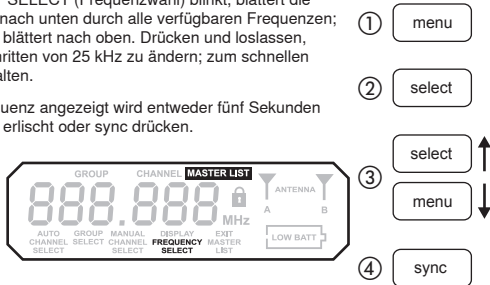 SELECT (Frequenzwahl) blinkt, blättert die
nach unten durch alle verfügbaren Frequenzen;
blättert nach oben. Drücken und loslassen,
ritten von 25 kHz zu ändern; zum schnellen
alten.
quenz angezeigt wird entweder fünf Sekunden
erlischt oder sync drücken.
1 menu
2 select
3 select
menu
4 sync
GROUP CHANNEL MASTER LIST
888.888 MHz
ANTENNA
A B
AUTO CHANNEL SELECT
GROUP SELECT
MANUAL CHANNEL SELECT
DISPLAY FREQUENCY SELECT
EXIT MASTER LIST
LOW BATT